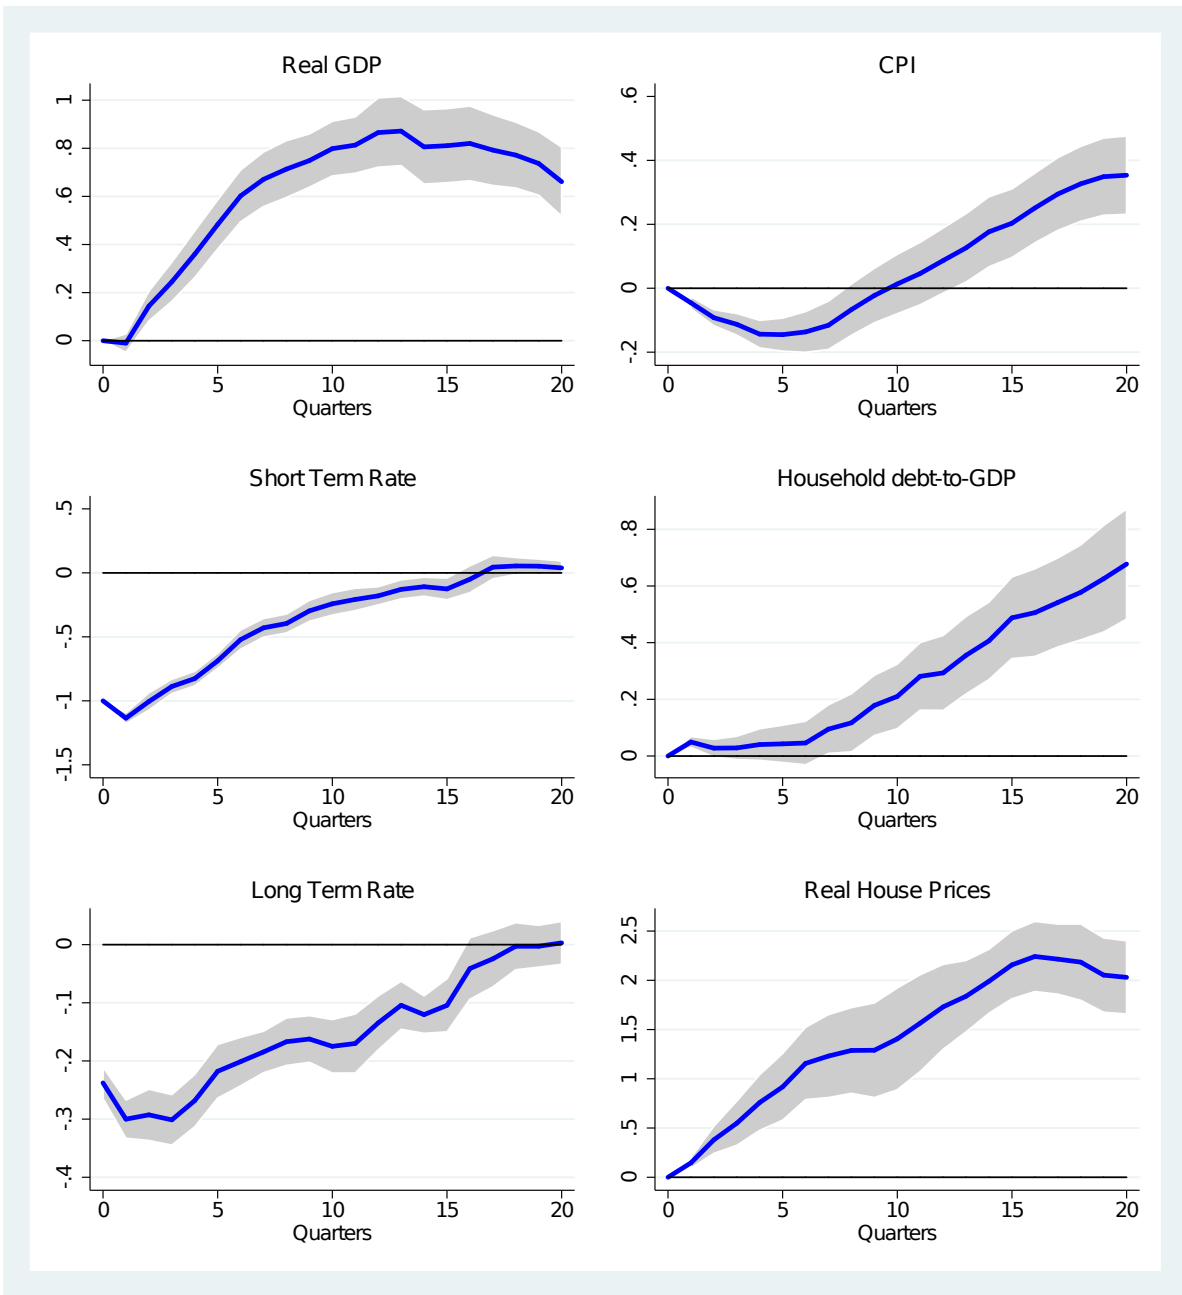 Real GDP
1
.8
.6
.4
.2
0
0 5 10 15 20
Quarters
CPI
.6
.4
.2
0
-.2
0 5 10 15 20
Quarters
Short Term Rate
.5
0
-.5
-1
-1.5
0 5 10 15 20
Quarters
Household debt-to-GDP
.8
.6
.4
.2
0
0 5 10 15 20
Quarters
Long Term Rate
0
-.1
-.2
-.3
-.4
0 5 10 15 20
Quarters
Real House Prices
2.5
2
1.5
1
.5
0
0 5 10 15 20
Quarters